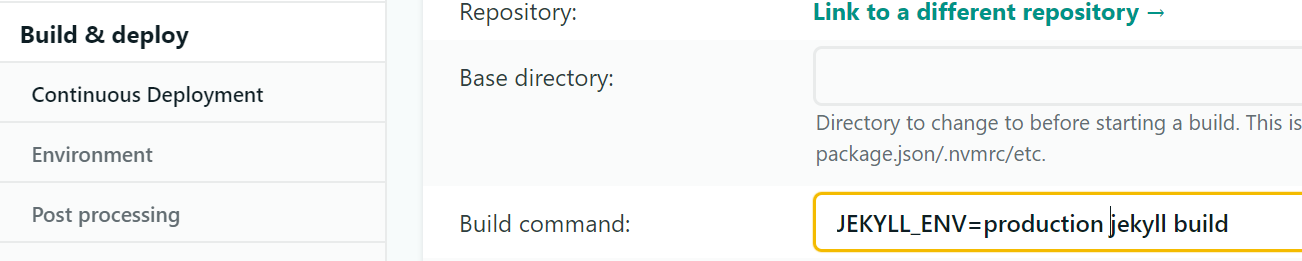 Build & deploy
Continuous Deployment
Environment
Post processing
Repository:
Link to a different repository →
Base directory:
Directory to change to before starting a build. This is
package.json/.nvmrc/etc.
Build command:
JEKYLL_ENV=production jekyll build